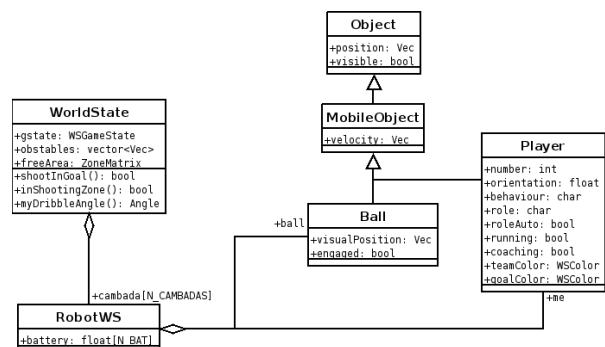 Object
+position: Vec
+visible: bool
MobileObject
+velocity: Vec
WorldState
+gstate: WSGameState
+obstables: vector<Vec>
+freeArea: ZoneMatrix
+shootInGoal(): bool
+inShootingZone(): bool
+myDribbleAngle(): Angle
Player
+number: int
+orientation: float
+behaviour: char
+role: char
+roleAuto: bool
+running: bool
+coaching: bool
+teamColor: WSColor
+goalColor: WSColor
+ball
Ball
+visualPosition: Vec
+engaged: bool
+cambada[N_CAMBADAS]
+me
RobotWS
+battery: float[N_BAT]